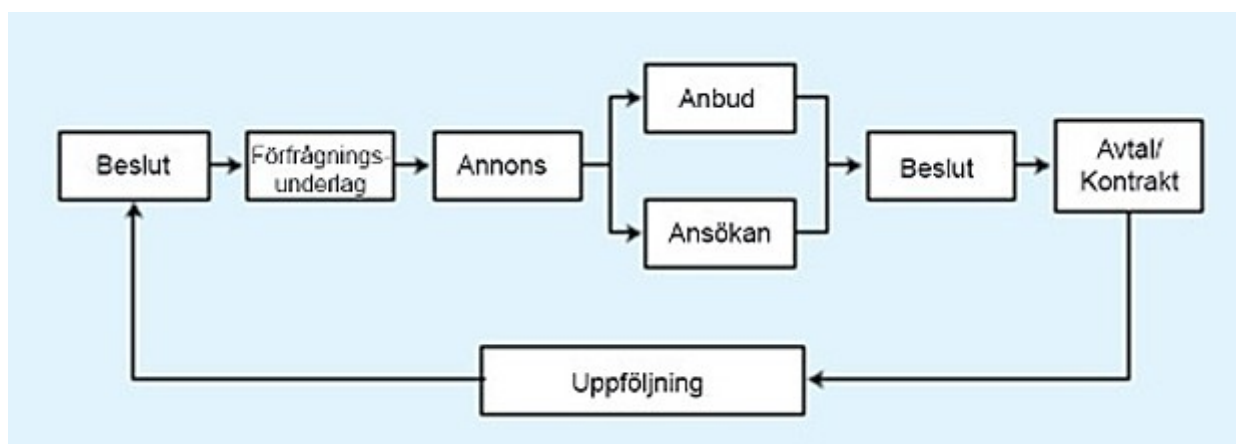 Beslut
Förfrågnings-
underlag
Annons
Anbud
Ansökan
Beslut
Avtal/
Kontrakt
Uppföljning